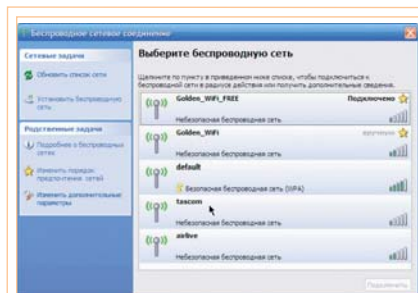 Беспроводное сетевое соединение
Сетевые задачи
Обновить список сети
Установить беспроводную
сеть
Родственные задачи
Подробнее о беспроводных
сетях
Изменить порядок
предпочтения сетей
Изменить дополнительные
параметры
Выберите беспроводную сеть
Щелкните по пункту в приведенном ниже списке, чтобы подключиться к
беспроводной сети в радиусе действия или получить дополнительные сведения.
Golden_WiFi_FREE
Подключено
Небезопасная беспроводная сеть
Golden_WiFi
вручную
Небезопасная беспроводная сеть
default
Безопасная беспроводная сеть (WPA)
tascom
Небезопасная беспроводная сеть
airlive
Небезопасная беспроводная сеть
Подключить